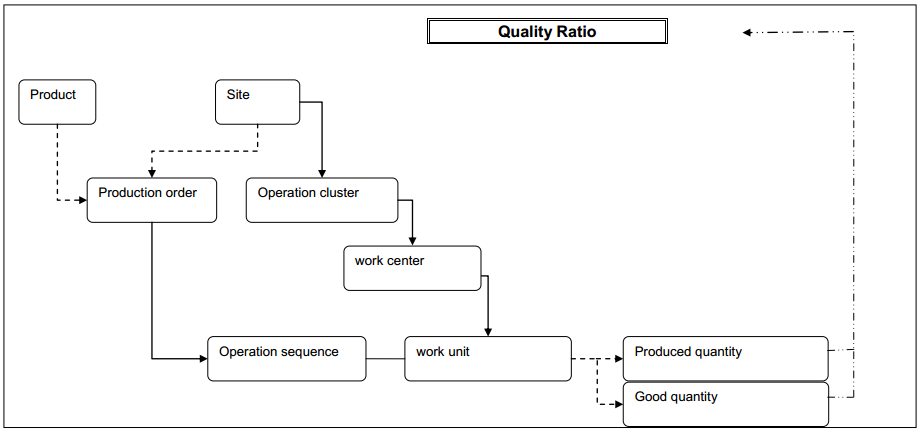 Quality Ratio
Product
Site
Production order
Operation cluster
work center
Operation sequence
work unit
Produced quantity
Good quantity